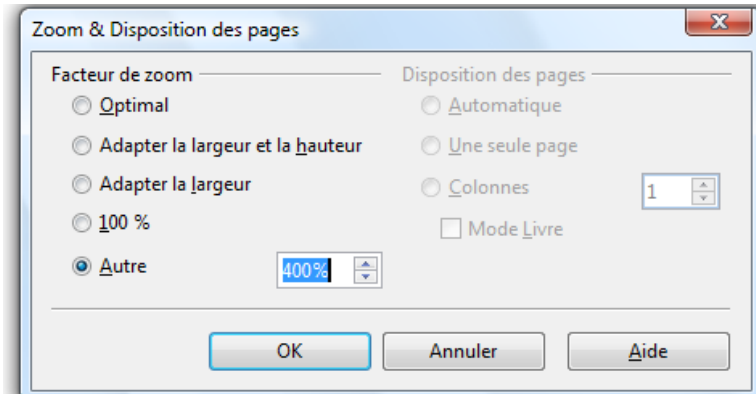 Zoom & Disposition des pages
Facteur de zoom
Optimal
Adapter la largeur et la hauteur
Adapter la largeur
100 %
Autre
400%
Disposition des pages
Automatique
Une seule page
Colonnes
1
Mode Livre
OK
Annuler
Aide